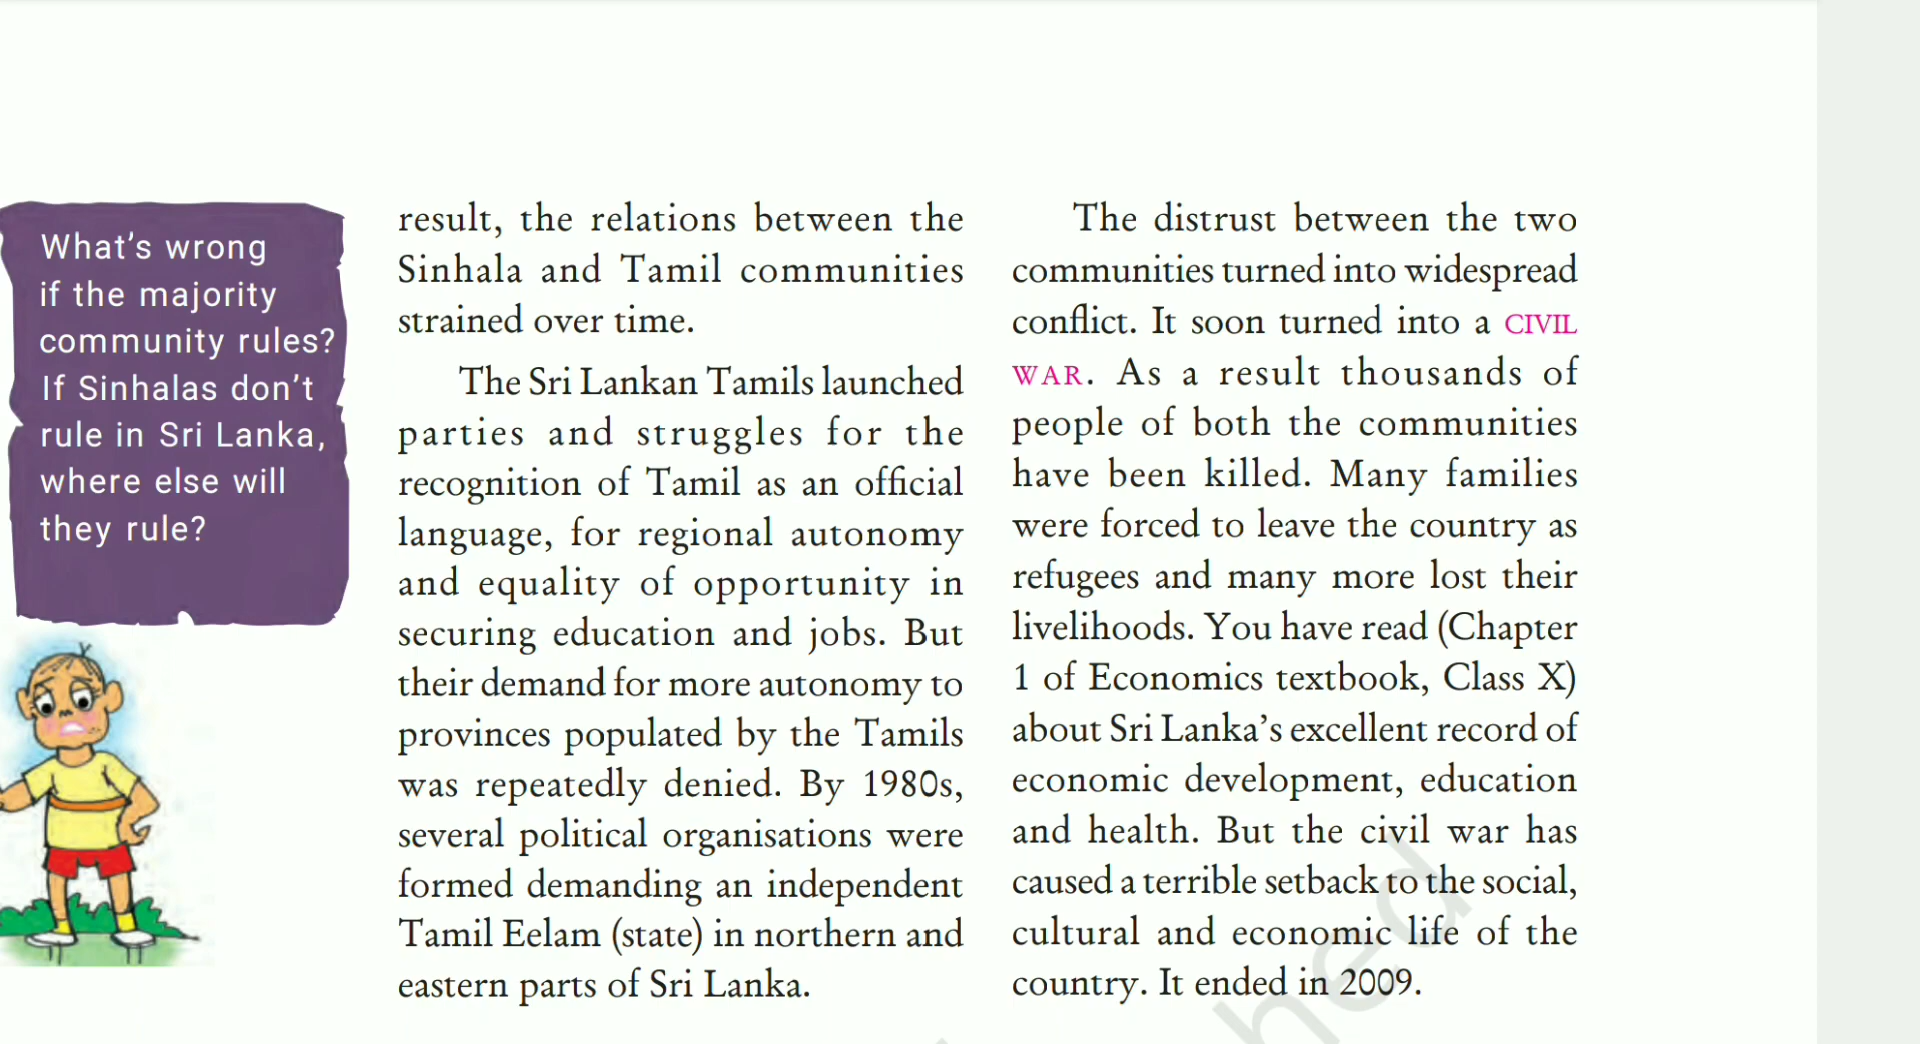 What's wrong
if the majority
community rules?
If Sinhalas don't
rule in Sri Lanka,
where else will
they rule?
result, the relations between the
Sinhala and Tamil communities
strained over time.
The Sri Lankan Tamils launched
parties and struggles for the
recognition of Tamil as an official
language, for regional autonomy
and equality of opportunity in
securing education and jobs. But
their demand for more autonomy to
provinces populated by the Tamils
was repeatedly denied. By 1980s,
several political organisations were
formed demanding an independent
Tamil Eelam (state) in northern and
eastern parts of Sri Lanka.
The distrust between the two
communities turned into widespread
conflict. It soon turned into a CIVIL
WAR. As a result thousands of
people of both the communities
have been killed. Many families
were forced to leave the country as
refugees and many more lost their
livelihoods. You have read (Chapter
1 of Economics textbook, Class X)
about Sri Lanka's excellent record of
economic development, education
and health. But the civil war has
caused a terrible setback to the social,
cultural and economic life of the
country. It ended in 2009.